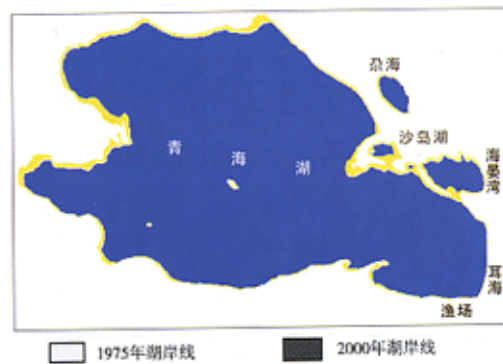 尕海
沙岛湖
海晏湾
青海湖
耳海
渔场
1975年湖岸线
2000年湖岸线